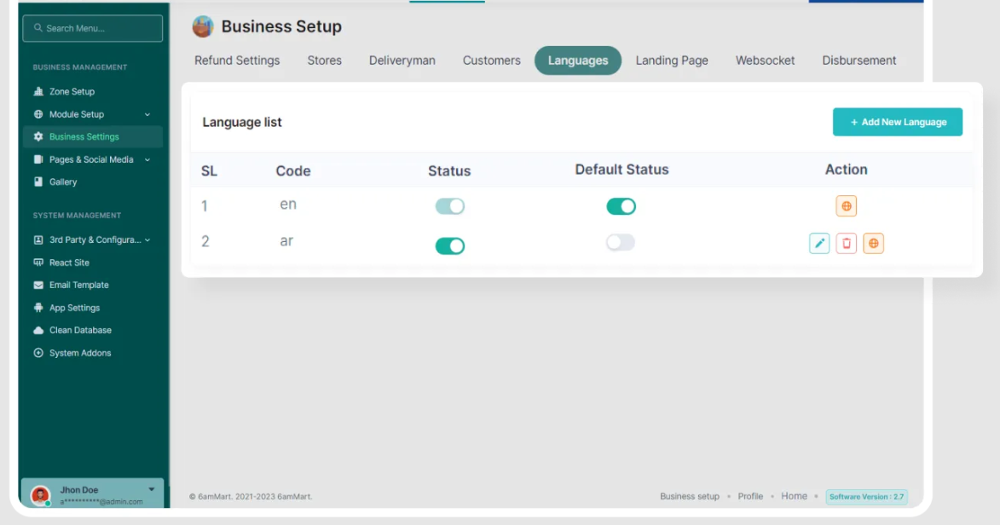 Search Menu...
BUSINESS MANAGEMENT
Zone Setup
Module Setup
Business Settings
Pages & Social Media
Gallery
SYSTEM MANAGEMENT
3rd Party & Configura...
React Site
Email Template
App Settings
Clean Database
System Addons
Jhon Doe
a**********@admin.com
Business Setup
Refund Settings Stores Deliveryman Customers Languages Landing Page Websocket Disbursement
Language list
+ Add New Language
SL Code Status Default Status Action
1 en
2 ar
© 6amMart. 2021-2023 6amMart.
Business setup • Profile • Home • Software Version : 2.7